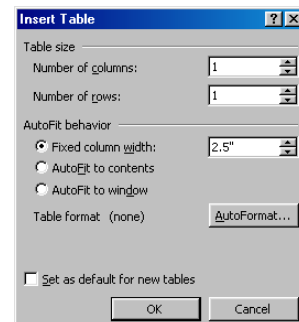 Insert Table
Table size
Number of columns: 1
Number of rows: 1
AutoFit behavior
Fixed column width: 2.5"
AutoFit to contents
AutoFit to window
Table format (none) AutoFormat...
Set as default for new tables
OK Cancel